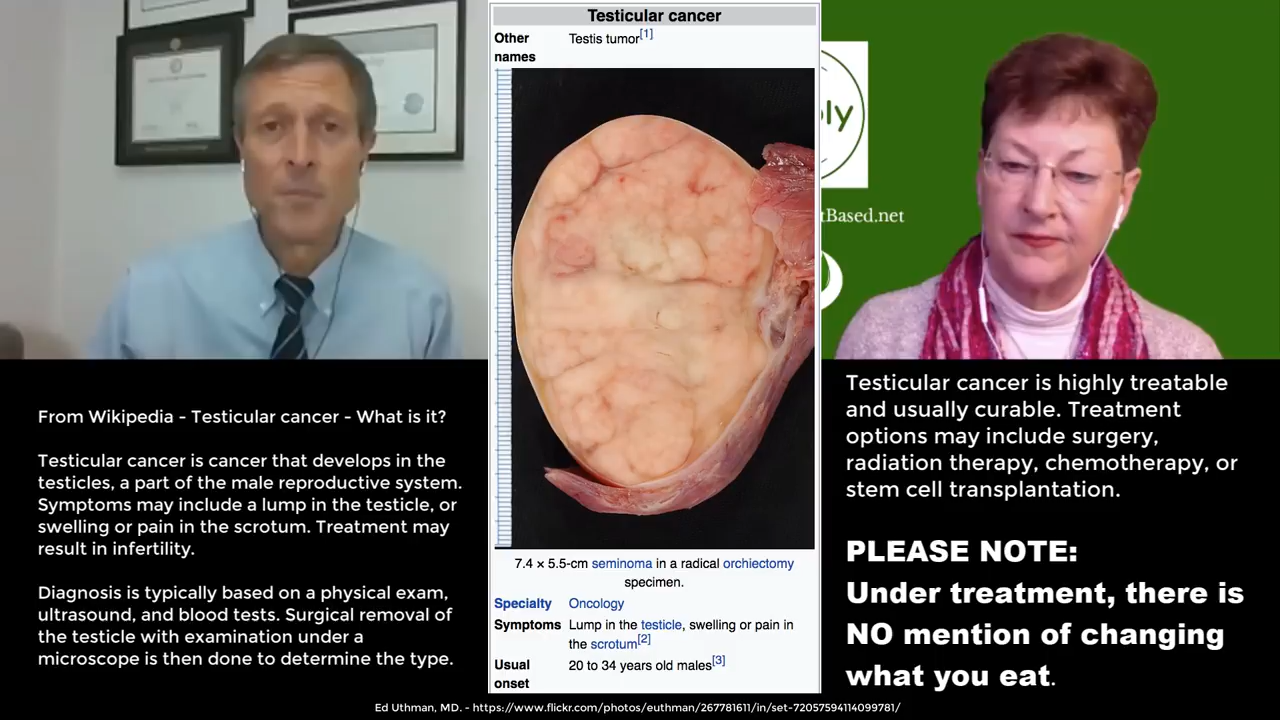 Testicular cancer
Other names
Testis tumor[1]
ly
tBased.net
From Wikipedia - Testicular cancer - What is it?
Testicular cancer is cancer that develops in the
testicles, a part of the male reproductive system.
Symptoms may include a lump in the testicle, or
swelling or pain in the scrotum. Treatment may
result in infertility.
Diagnosis is typically based on a physical exam,
ultrasound, and blood tests. Surgical removal of
the testicle with examination under a
microscope is then done to determine the type.
7.4 × 5.5-cm seminoma in a radical orchiectomy
specimen.
Specialty Oncology
Symptoms Lump in the testicle, swelling or pain in
the scrotum[2]
Usual onset
20 to 34 years old males[3]
Testicular cancer is highly treatable
and usually curable. Treatment
options may include surgery,
radiation therapy, chemotherapy, or
stem cell transplantation.
PLEASE NOTE:
Under treatment, there is
NO mention of changing
what you eat.
Ed Uthman, MD. - https://www.flickr.com/photos/euthman/267781611/in/set-72057594114099781/